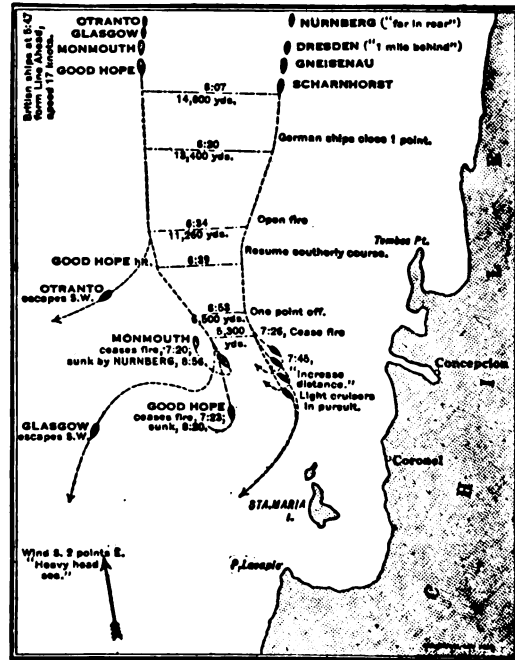 British ships at 5:47
form Line Ahead;
speed 17 knots.
OTRANTO
GLASGOW
MONMOUTH
GOOD HOPE
NÜRNBERG ("far in rear")
DRESDEN ("1 mile behind")
GNEISENAU
SCHARNHORST
6:07
14,800 yds.
6:20
13,400 yds.
German ships close 1 point.
6:34
11,250 yds.
Open fire
GOOD HOPE hit.
6:39
Resume southerly course.
Tombas Pt.
OTRANTO
escapes S.W.
6:53
6,500 yds.
One point off.
5,300
yds.
7:26, Cease fire
MONMOUTH
ceases fire, 7:20;
sunk by NURNBERG, 8:56.
7:45,
"Increase
distance."
Light cruisers
in pursuit.
Concepcion
GOOD HOPE
ceases fire, 7:23;
sunk, 8:20.
GLASGOW
escapes S.W.
Coronel
STA. MARIA
I.
Wind S. 2 points E.
"Heavy head
sea."
P. Lavapie
C H I L E